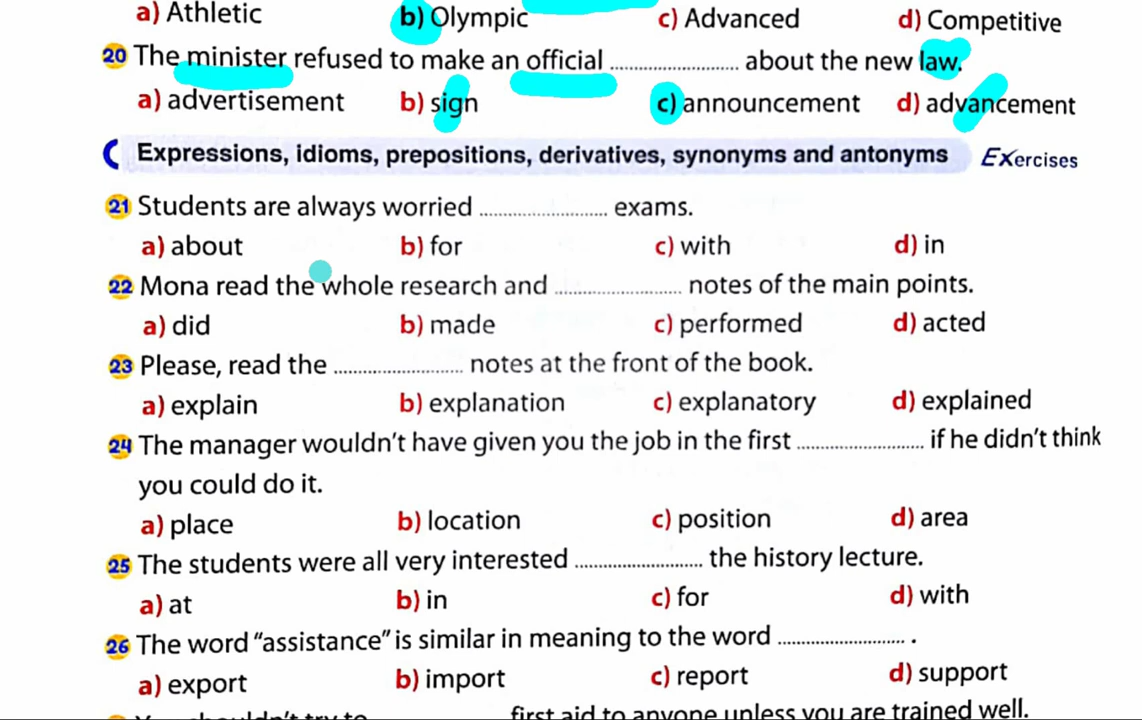 a) Athletic b) Olympic c) Advanced d) Competitive
20 The minister refused to make an official ........................... about the new law.
a) advertisement b) sign c) announcement d) advancement
Expressions, idioms, prepositions, derivatives, synonyms and antonyms Exercises
21 Students are always worried ........................... exams.
a) about b) for c) with d) in
22 Mona read the whole research and ........................... notes of the main points.
a) did b) made c) performed d) acted
23 Please, read the ........................... notes at the front of the book.
a) explain b) explanation c) explanatory d) explained
24 The manager wouldn't have given you the job in the first ........................... if he didn't think
you could do it.
a) place b) location c) position d) area
25 The students were all very interested ........................... the history lecture.
a) at b) in c) for d) with
26 The word "assistance" is similar in meaning to the word ........................... .
a) export b) import c) report d) support
You shouldn't try to ........................... first aid to anyone unless you are trained well.